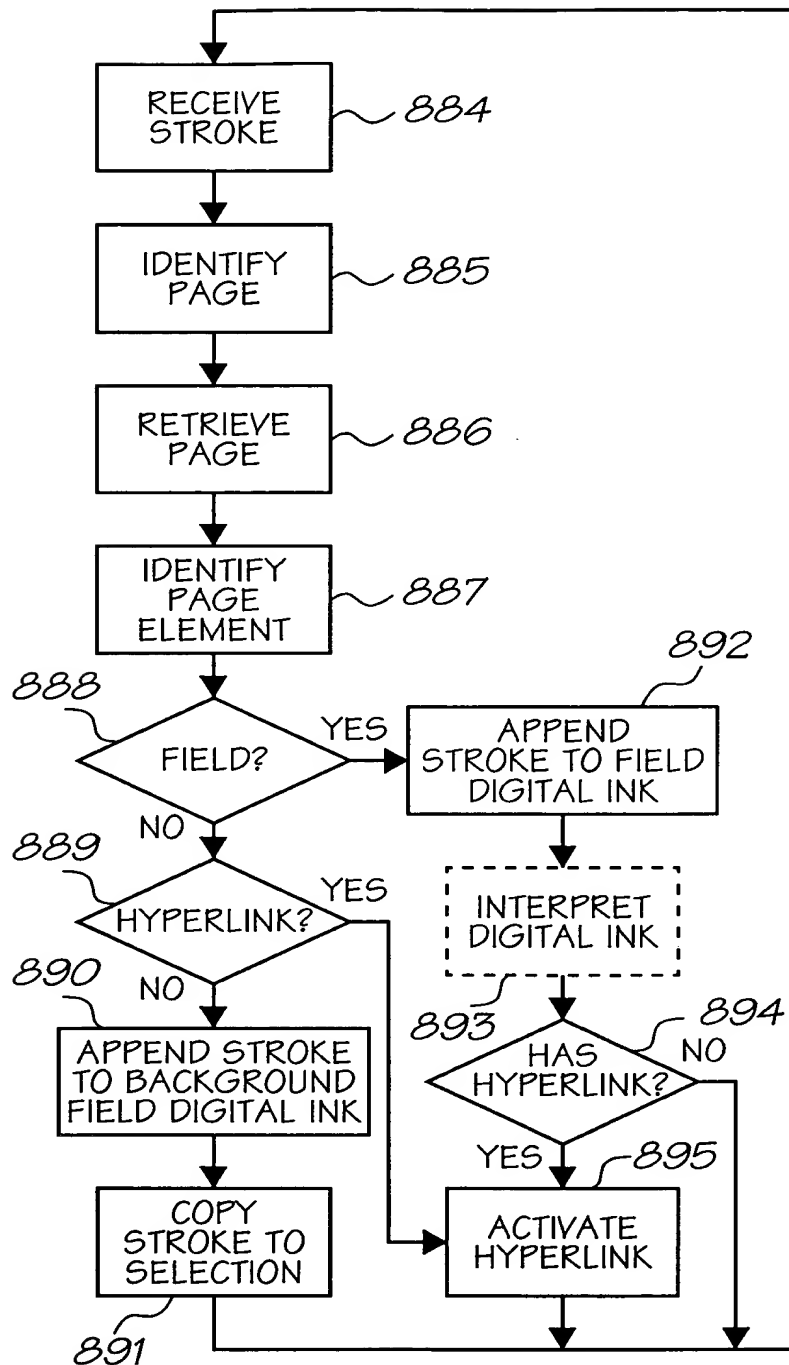 RECEIVE
STROKE
884
IDENTIFY
PAGE
885
RETRIEVE
PAGE
886
IDENTIFY
PAGE
ELEMENT
887
888
FIELD?
YES
NO
892
APPEND
STROKE TO FIELD
DIGITAL INK
889
HYPERLINK?
YES
NO
INTERPRET
DIGITAL INK
893
890
APPEND STROKE
TO BACKGROUND
FIELD DIGITAL INK
894
HAS
HYPERLINK?
NO
YES
895
COPY
STROKE TO
SELECTION
891
ACTIVATE
HYPERLINK